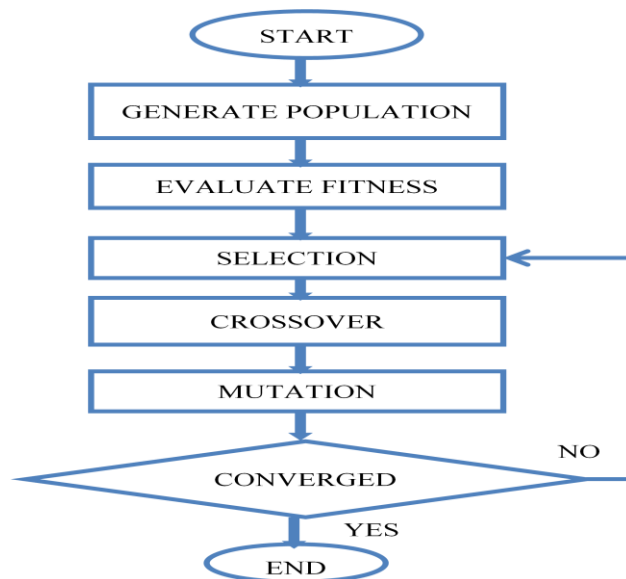 START
GENERATE POPULATION
EVALUATE FITNESS
SELECTION
CROSSOVER
MUTATION
CONVERGED
NO
YES
END